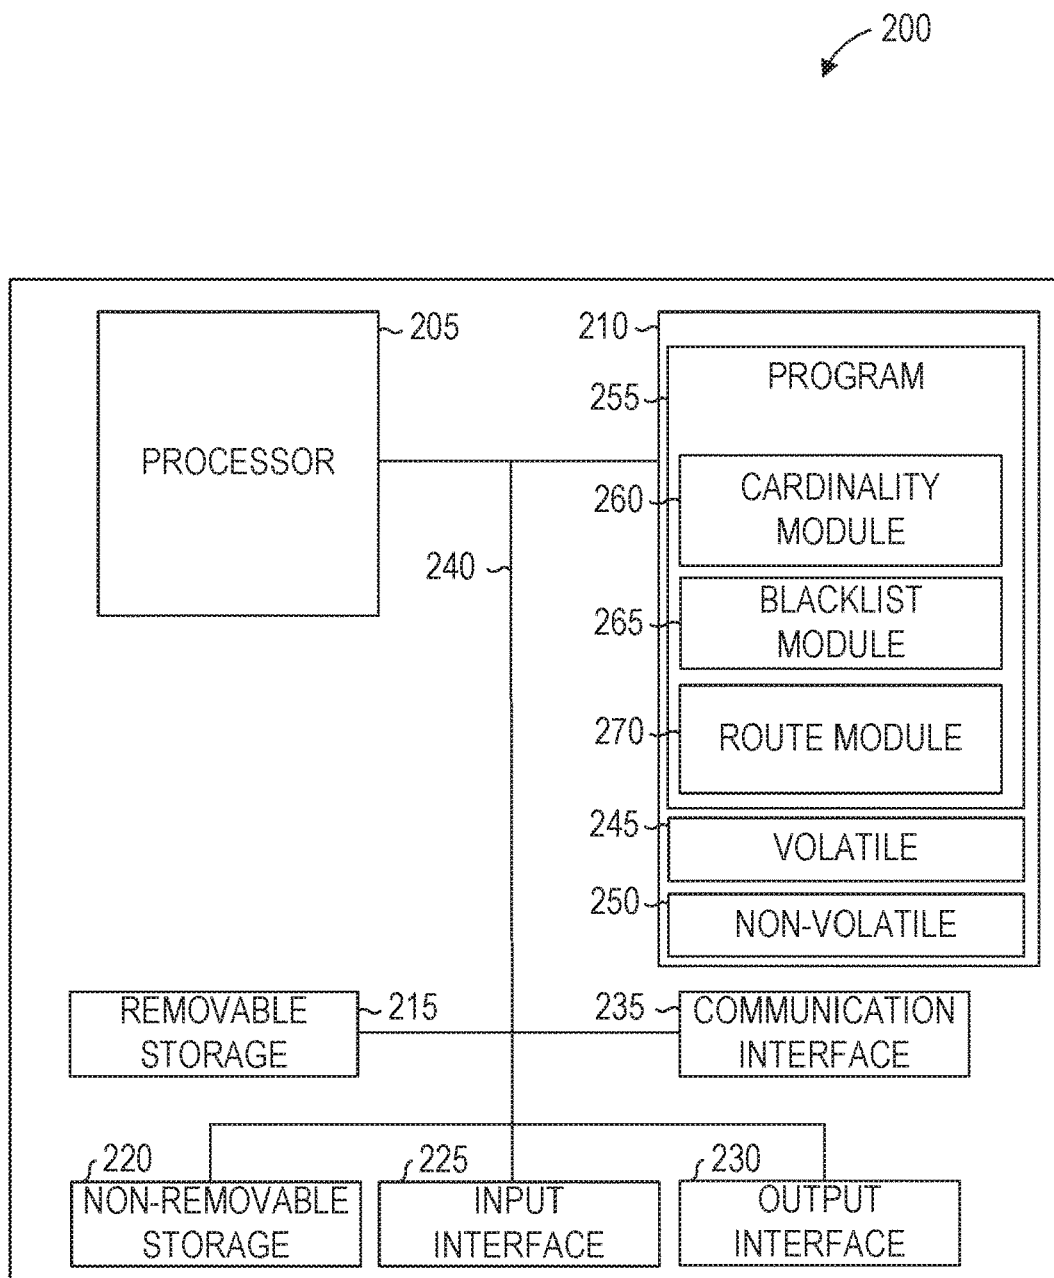 200
205
210
PROCESSOR
PROGRAM
255
260
CARDINALITY
MODULE
240
265
BLACKLIST
MODULE
270
ROUTE MODULE
245
VOLATILE
250
NON-VOLATILE
REMOVABLE
STORAGE
215
235
COMMUNICATION
INTERFACE
220
NON-REMOVABLE
STORAGE
225
INPUT
INTERFACE
230
OUTPUT
INTERFACE